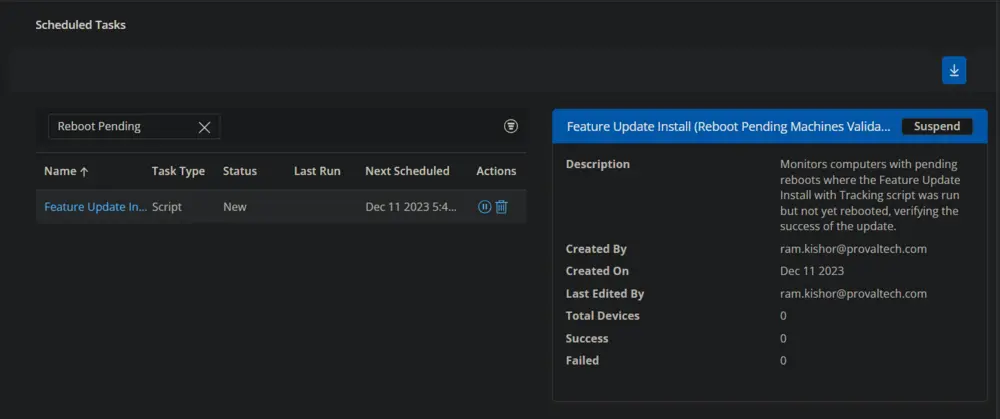 Scheduled Tasks
Reboot Pending
Name Task Type Status Last Run Next Scheduled Actions
Feature Update In... Script New Dec 11 2023 5:4...
Feature Update Install (Reboot Pending Machines Valida... Suspend
Description Monitors computers with pending
reboots where the Feature Update
Install with Tracking script was run
but not yet rebooted, verifying the
success of the update.
Created By ram.kishor@provaltech.com
Created On Dec 11 2023
Last Edited By ram.kishor@provaltech.com
Total Devices 0
Success 0
Failed 0